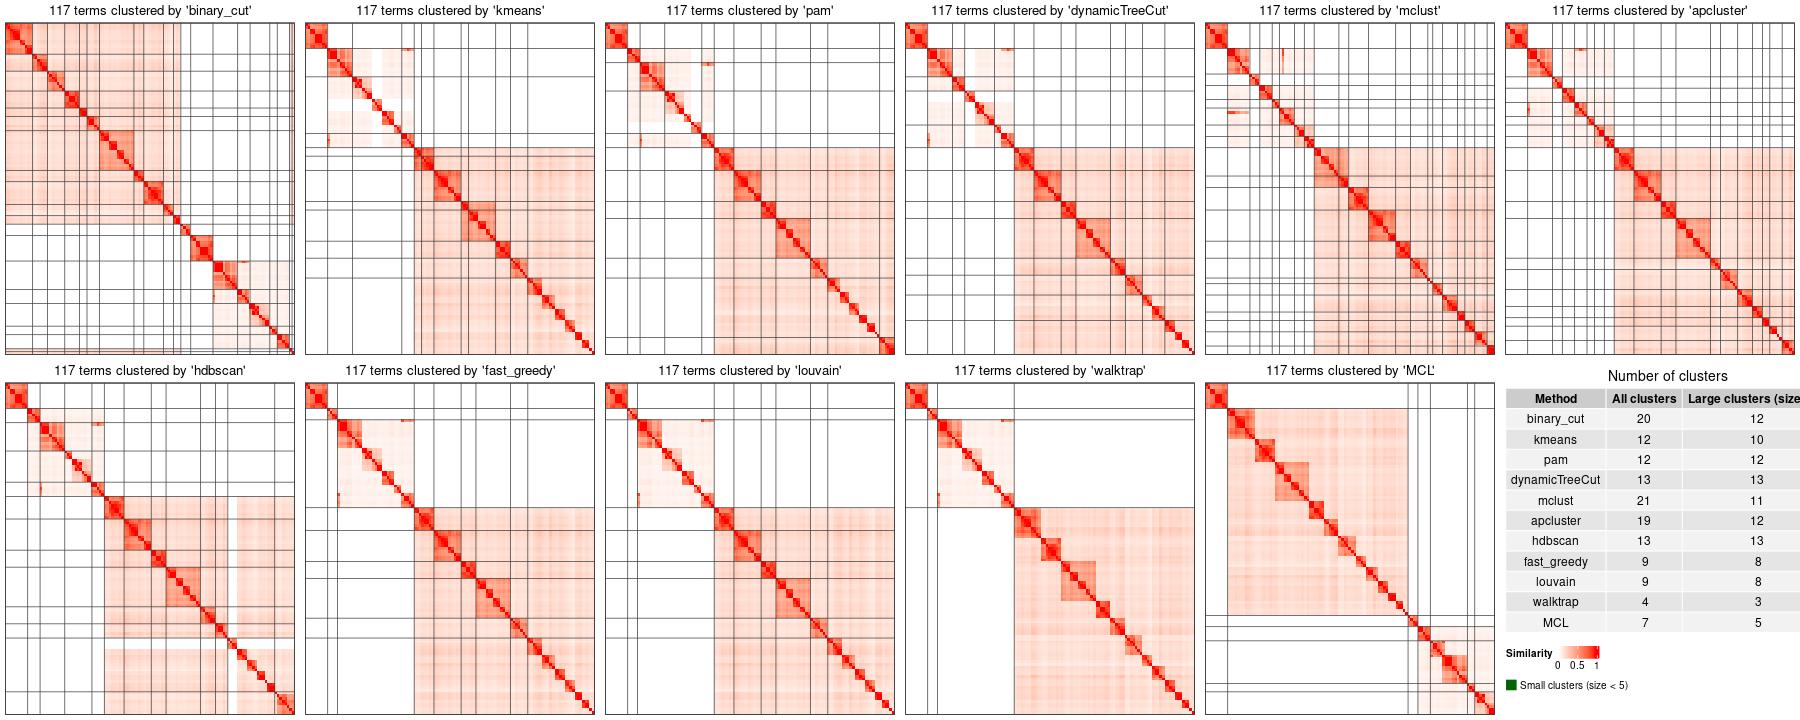 117 terms clustered by 'binary_cut'
117 terms clustered by 'kmeans'
117 terms clustered by 'pam'
117 terms clustered by 'dynamicTreeCut'
117 terms clustered by 'mclust'
117 terms clustered by 'apcluster'
117 terms clustered by 'hdbscan'
117 terms clustered by 'fast_greedy'
117 terms clustered by 'louvain'
117 terms clustered by 'walktrap'
117 terms clustered by 'MCL'
Number of clusters
Method All clusters Large clusters (size
binary_cut 20 12
kmeans 12 10
pam 12 12
dynamicTreeCut 13 13
mclust 21 11
apcluster 19 12
hdbscan 13 13
fast_greedy 9 8
louvain 9 8
walktrap 4 3
MCL 7 5
Similarity
0 0.5 1
Small clusters (size < 5)